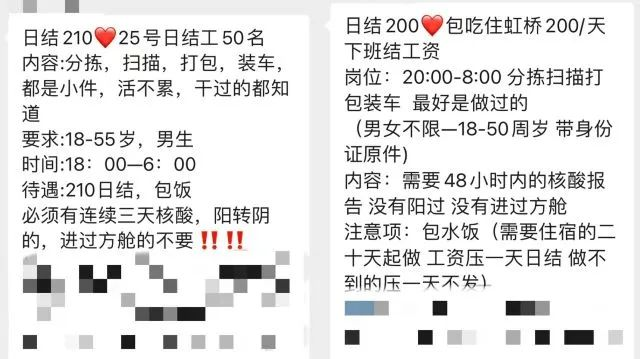 日结210❤️25号日结工50名
内容:分拣，扫描，打包，装车，
都是小件，活不累，干过的都知
道
要求:18-55岁，男生
时间:18：00—6：00
待遇:210日结，包饭
必须有连续三天核酸，阳转阴
的，进过方舱的不要‼️‼️
日结200❤️包吃住虹桥200/天
下班结工资
岗位：20:00-8:00 分拣扫描打
包装车 最好是做过的
（男女不限—18-50周岁 带身份
证原件)
内容：需要48小时内的核酸报
告 没有阳过 没有进过方舱
注意项：包水饭（需要住宿的二
十天起做 工资压一天日结 做不
到的压一天不发）